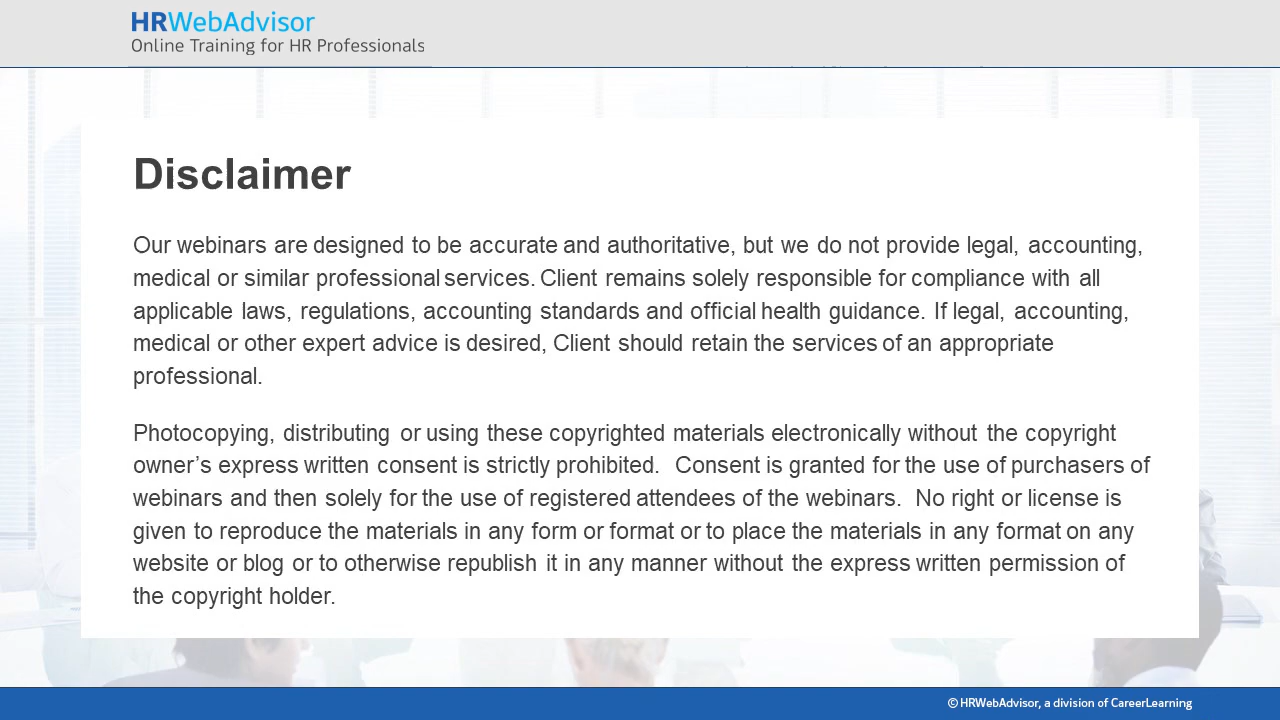 HRWebAdvisor
Online Training for HR Professionals
Disclaimer
Our webinars are designed to be accurate and authoritative, but we do not provide legal, accounting,
medical or similar professional services. Client remains solely responsible for compliance with all
applicable laws, regulations, accounting standards and official health guidance. If legal, accounting,
medical or other expert advice is desired, Client should retain the services of an appropriate
professional.
Photocopying, distributing or using these copyrighted materials electronically without the copyright
owner’s express written consent is strictly prohibited. Consent is granted for the use of purchasers of
webinars and then solely for the use of registered attendees of the webinars. No right or license is
given to reproduce the materials in any form or format or to place the materials in any format on any
website or blog or to otherwise republish it in any manner without the express written permission of
the copyright holder.
© HRWebAdvisor, a division of CareerLearning